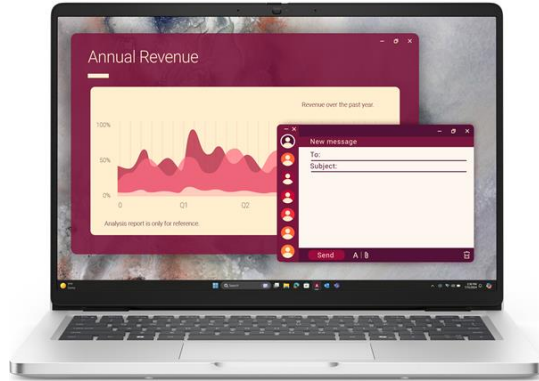 Annual Revenue
Revenue over the past year.
100%
50%
0%
0
Q1
Q2
Analysis report is only for reference.
New message
To:
Subject:
Send
A